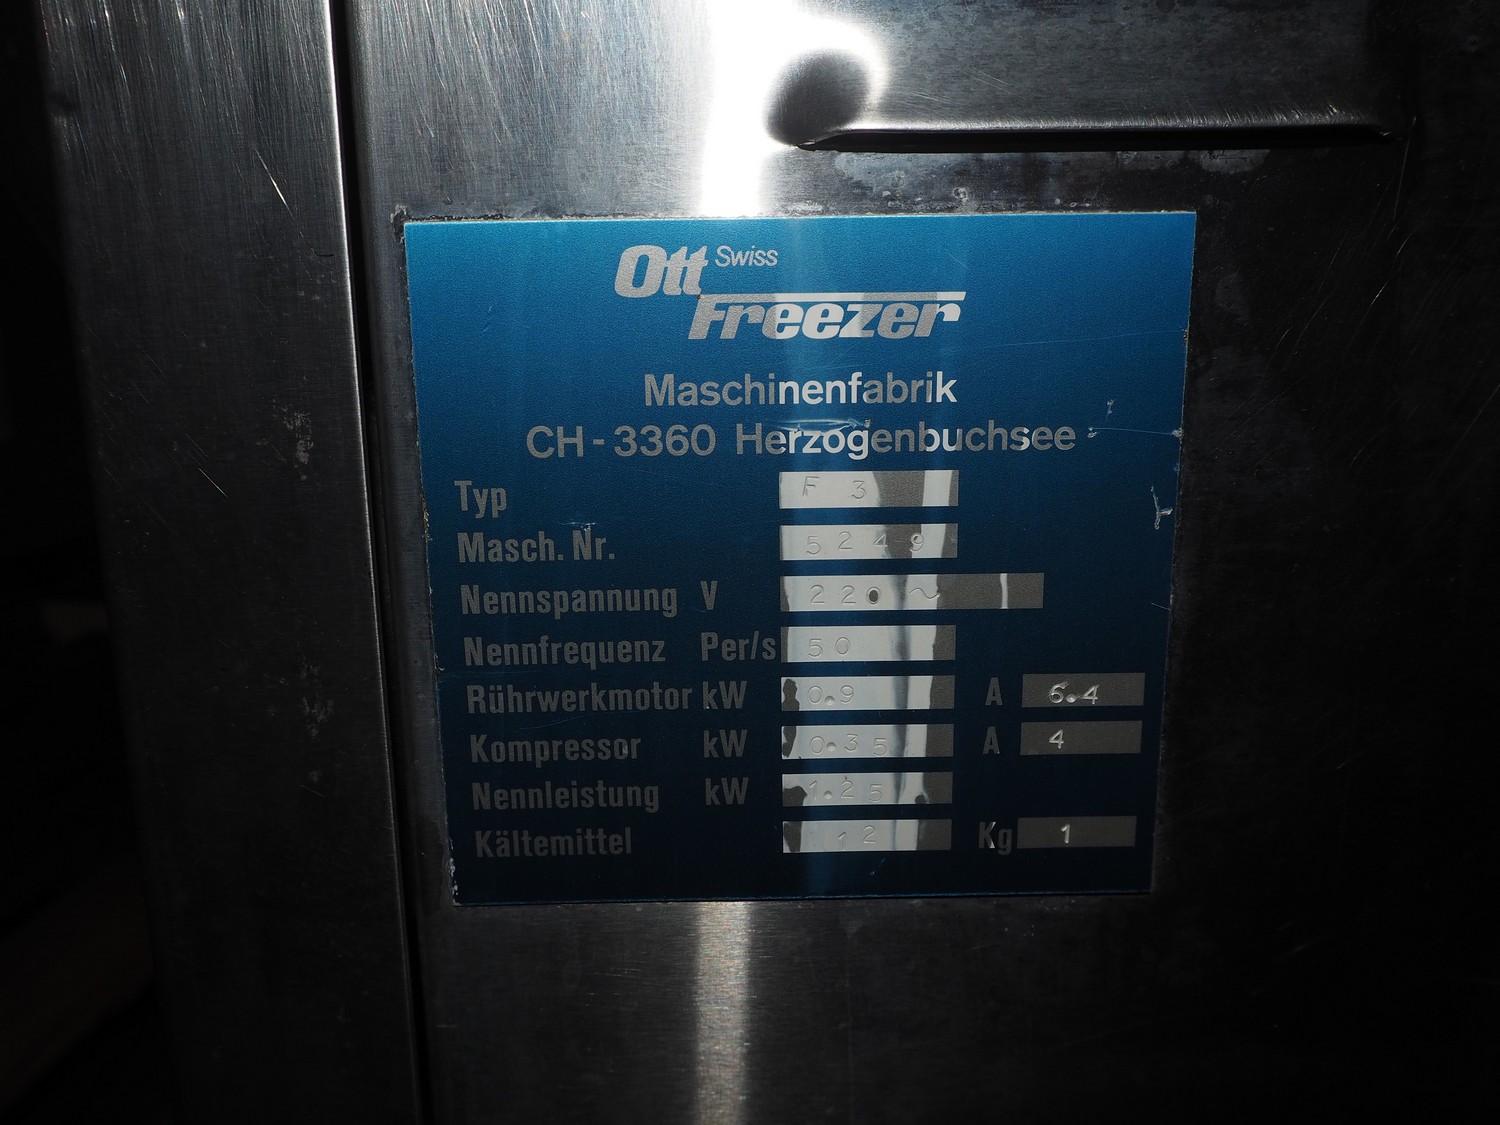 Ott Swiss
Freezer
Maschinenfabrik
CH-3360 Herzogenbuchsee
Typ F 3
Masch. Nr. 5249
Nennspannung V 220 ~
Nennfrequenz Per/s 50
Rührwerkmotor kW 0.9 A 6.4
Kompressor kW 0.35 A 4
Nennleistung kW 1.25
Kältemittel 12 Kg 1